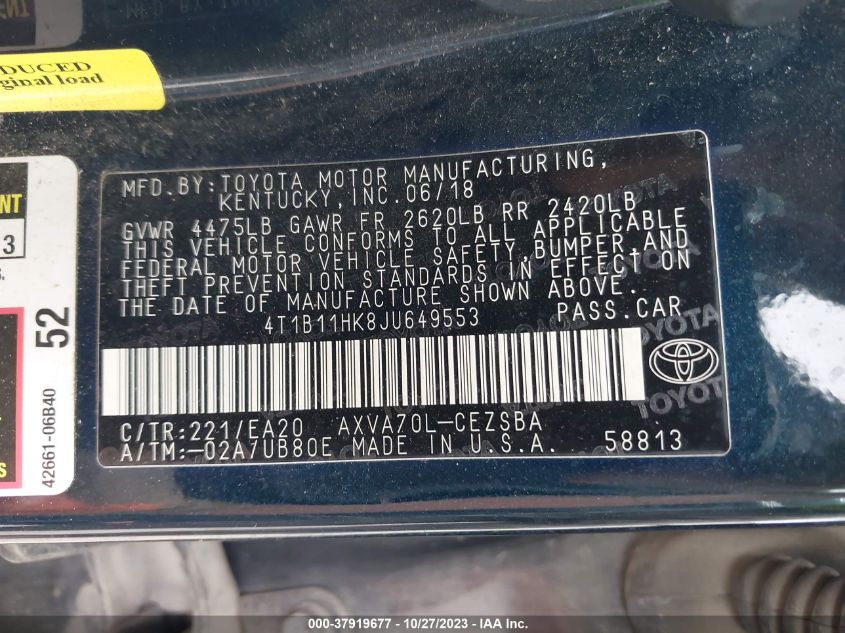 DUCED
ginal load
NT
3
S.
52
42661-06B40
S
MFD. BY: TOYOTA MOTOR MANUFACTURING,
KENTUCKY, INC. 06/18
GVWR 4475LB GAWR FR 2620LB RR 2420LB
THIS VEHICLE CONFORMS TO ALL APPLICABLE
FEDERAL MOTOR VEHICLE SAFETY, BUMPER, AND
THEFT PREVENTION STANDARDS IN EFFECT ON
THE DATE OF MANUFACTURE SHOWN ABOVE.
4T1B11HK8JU649553 PASS. CAR
TOYOTA
TOYOTA
C/TR: 221/EA20 AXVA70L-CEZSBA
A/TM: -02A/UB80E MADE IN U.S.A. 58813
000-37919677 - 10/27/2023 - IAA Inc.